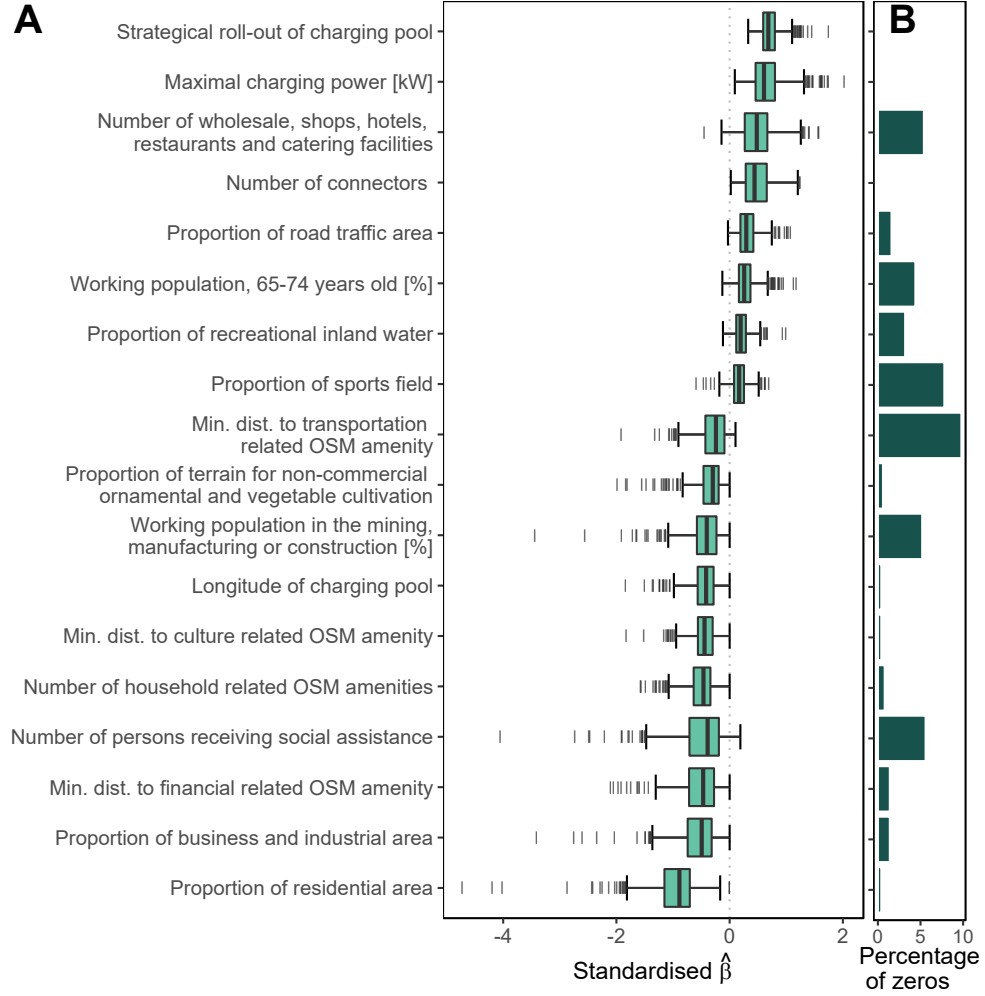 A
B
Strategical roll-out of charging pool
Maximal charging power [kW]
Number of wholesale, shops, hotels,
restaurants and catering facilities
Number of connectors
Proportion of road traffic area
Working population, 65-74 years old [%]
Proportion of recreational inland water
Proportion of sports field
Min. dist. to transportation
related OSM amenity
Proportion of terrain for non-commercial
ornamental and vegetable cultivation
Working population in the mining,
manufacturing or construction [%]
Longitude of charging pool
Min. dist. to culture related OSM amenity
Number of household related OSM amenities
Number of persons receiving social assistance
Min. dist. to financial related OSM amenity
Proportion of business and industrial area
Proportion of residential area
-4 -2 0 2
0 5 10
Standardised β̂
Percentage
of zeros